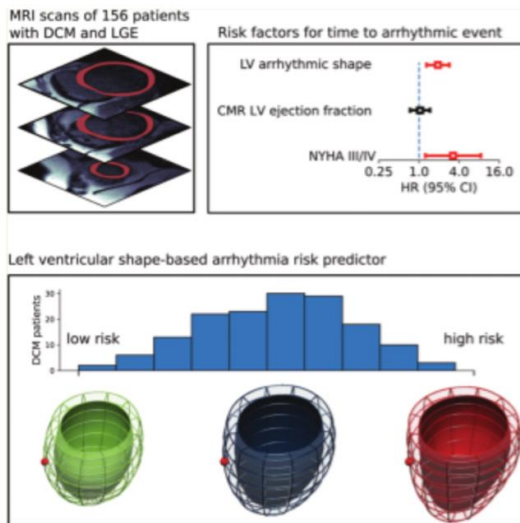 MRI scans of 156 patients
with DCM and LGE
Risk factors for time to arrhythmic event
LV arrhythmic shape
CMR LV ejection fraction
NYHA III/IV
0.25 1.0 4.0 16.0
HR (95% CI)
Left ventricular shape-based arrhythmia risk predictor
DCM patients
30
20
10
0
low risk
high risk